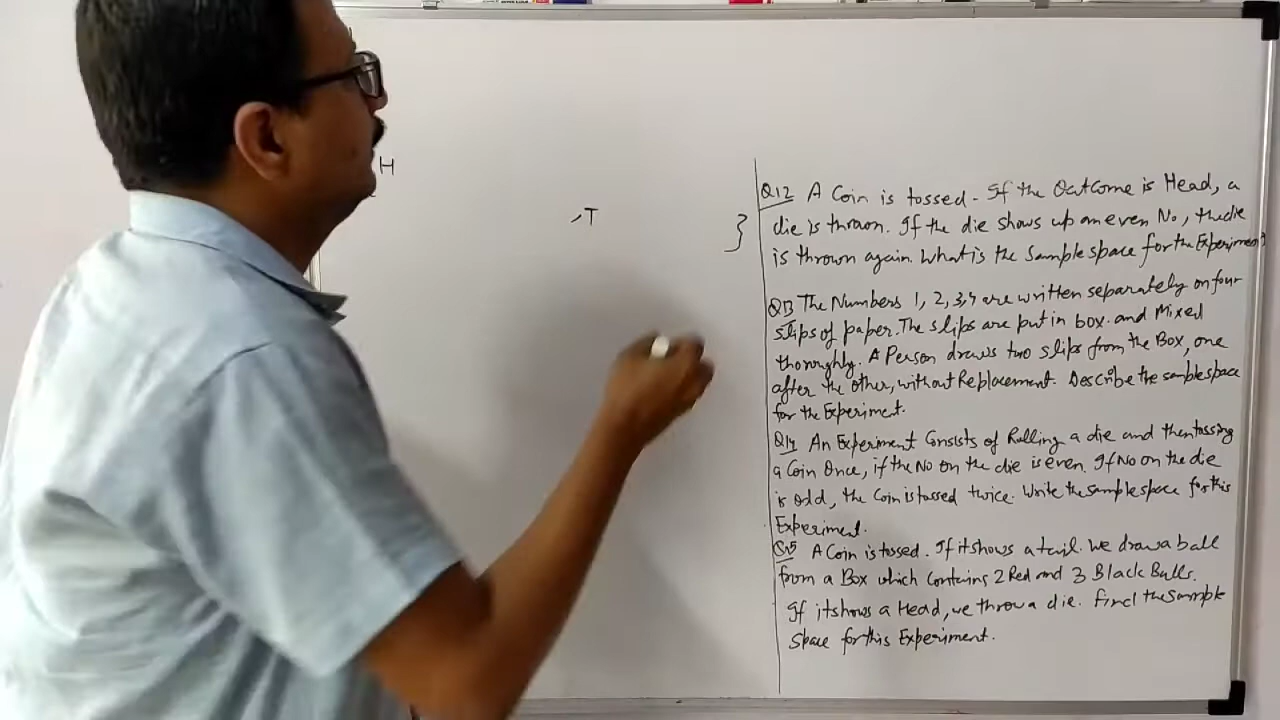 H
, T
}
Q12 A Coin is tossed. If the Outcome is Head, a
die is thrown. If the die shows up an even No, the die
is thrown again. What is the sample space for the Experiment?
Q13 The Numbers 1, 2, 3, 4 are written separately on four
slips of paper. The slips are put in box and Mixed
thoroughly. A Person draws two slips from the Box, one
after the other, without Replacement. Describe the sample space
for the Experiment.
Q14 An Experiment Consists of Rolling a die and then tossing
a Coin Once, if the No on the die is even. If No on the die
is odd, the Coin is tossed twice. Write the sample space for this
Experiment.
Q15 A Coin is tossed. If it shows a tail. We draw a ball
from a Box which Contains 2 Red and 3 Black Balls.
If it shows a Head, we throw a die. Find the Sample
Space for this Experiment.